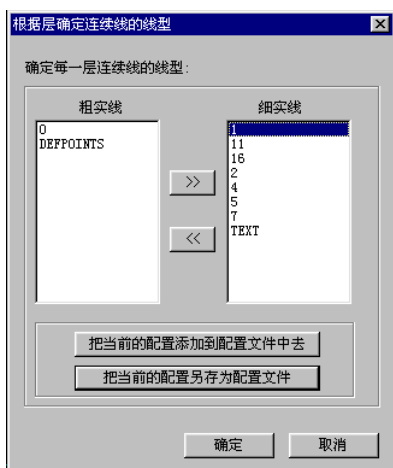 根据层确定连续线的线型
确定每一层连续线的线型:
粗实线
细实线
0
DEFPOINTS
>>
<<
1
11
16
2
4
5
7
TEXT
把当前的配置添加到配置文件中去
把当前的配置另存为配置文件
确定
取消